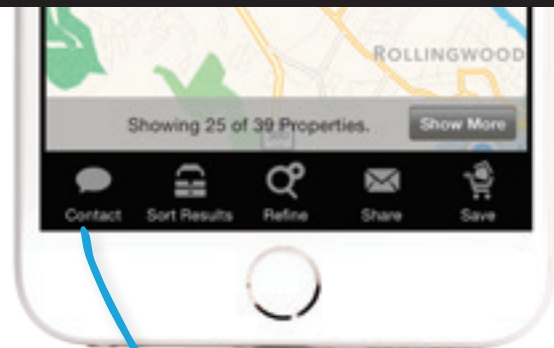 ROLLINGWOOD
Showing 25 of 39 Properties. Show More
Contact Sort Results Refine Share Save